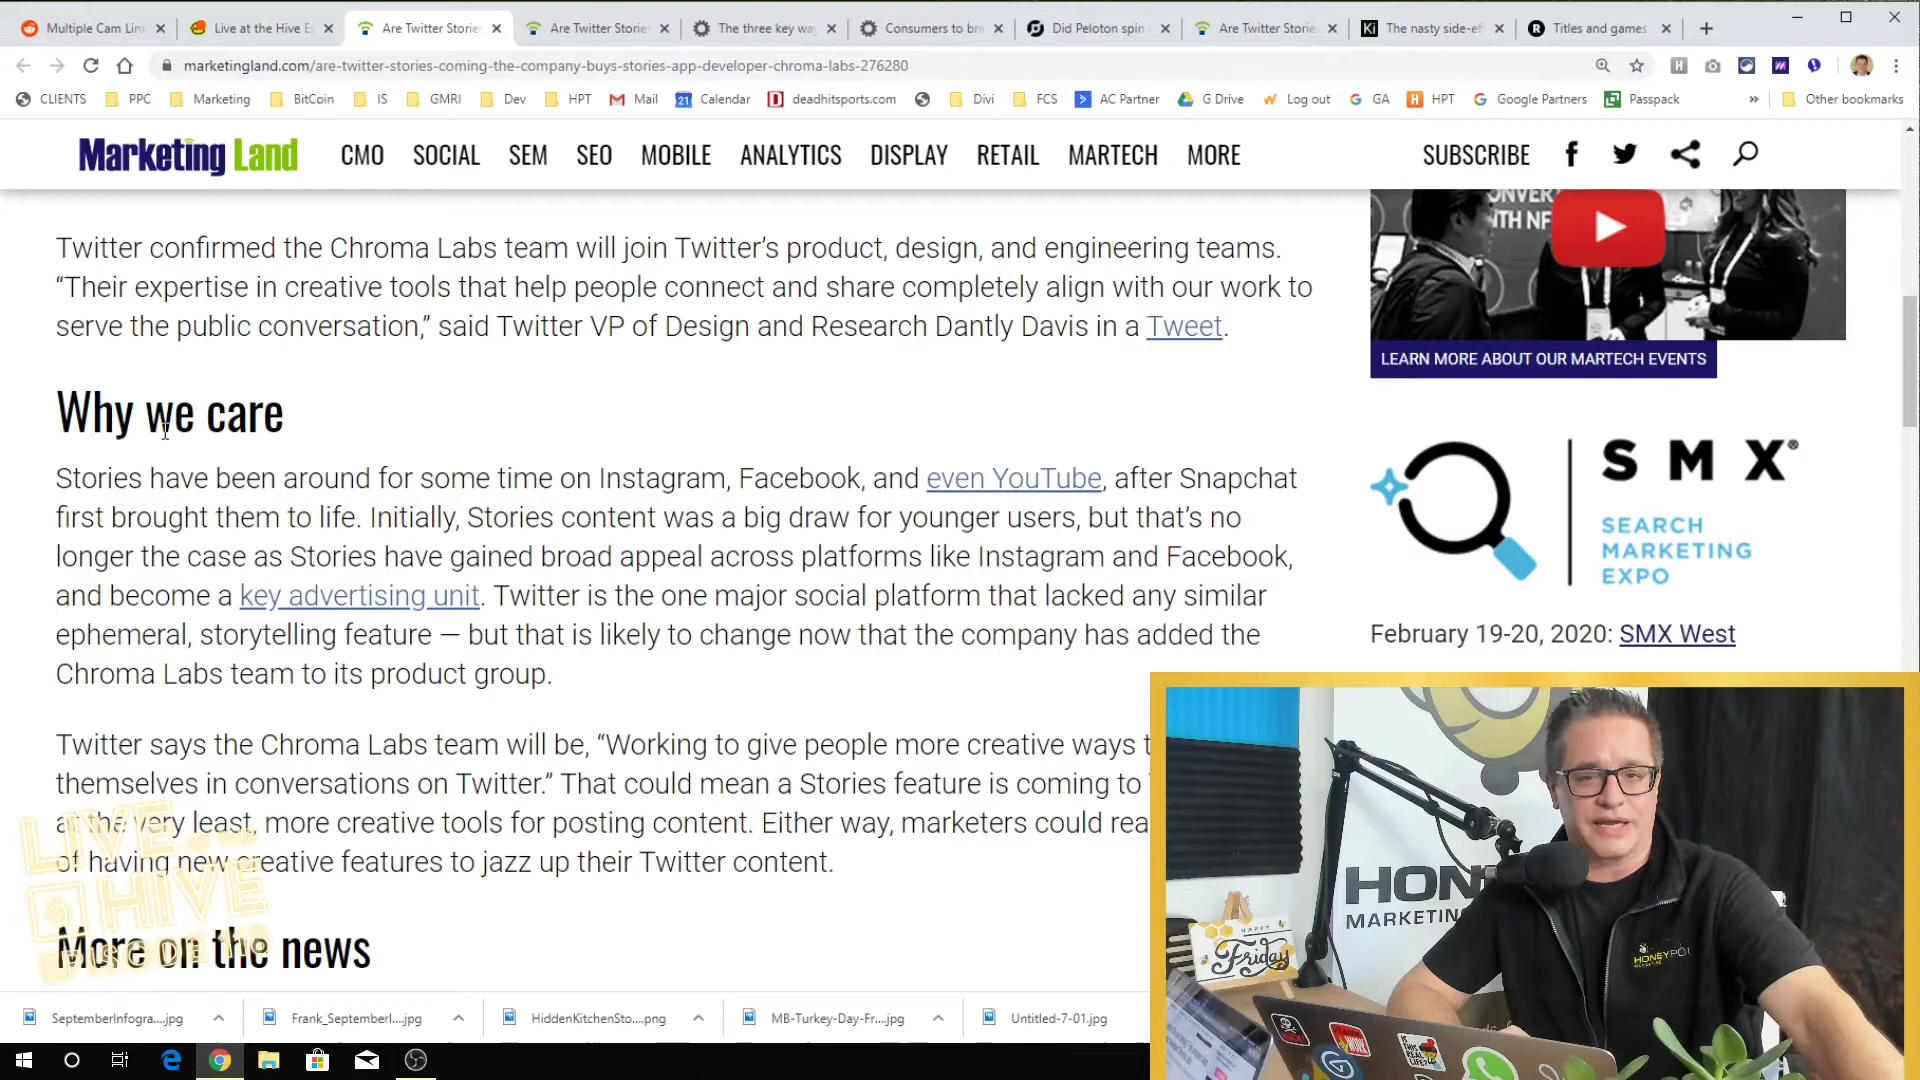 Multiple Cam Lin
Live at the Hive E
Are Twitter Storie
Are Twitter Storie
The three key wa
Consumers to bra
Did Peloton spin
Are Twitter Storie
The nasty side-ef
Titles and games
marketingland.com/are-twitter-stories-coming-the-company-buys-stories-app-developer-chroma-labs-276280
CLIENTS PPC Marketing BitCoin IS GMRI Dev HPT Mail Calendar deadhitsports.com Divi FCS AC Partner G Drive Log out GA HPT Google Partners Passpack » Other bookmarks
Marketing Land
CMO SOCIAL SEM SEO MOBILE ANALYTICS DISPLAY RETAIL MARTECH MORE
SUBSCRIBE
Twitter confirmed the Chroma Labs team will join Twitter’s product, design, and engineering teams.
“Their expertise in creative tools that help people connect and share completely align with our work to
serve the public conversation,” said Twitter VP of Design and Research Dantly Davis in a Tweet.
Why we care
Stories have been around for some time on Instagram, Facebook, and even YouTube, after Snapchat
first brought them to life. Initially, Stories content was a big draw for younger users, but that’s no
longer the case as Stories have gained broad appeal across platforms like Instagram and Facebook,
and become a key advertising unit. Twitter is the one major social platform that lacked any similar
ephemeral, storytelling feature — but that is likely to change now that the company has added the
Chroma Labs team to its product group.
Twitter says the Chroma Labs team will be, “Working to give people more creative ways t
themselves in conversations on Twitter.” That could mean a Stories feature is coming to
at the very least, more creative tools for posting content. Either way, marketers could rea
of having new creative features to jazz up their Twitter content.
More on the news
LIVE AT THE
HIVE
LEARN MORE ABOUT OUR MARTECH EVENTS
SMX®
SEARCH
MARKETING
EXPO
February 19-20, 2020: SMX West
HON
MARKETIN
HAPPY
Friday
HONEYPO
IS THIS
REAL
LIFE?
SeptemberInfogra....jpg
Frank_SeptemberI....jpg
HiddenKitchenSto....png
MB-Turkey-Day-Fr....jpg
Untitled-7-01.jpg